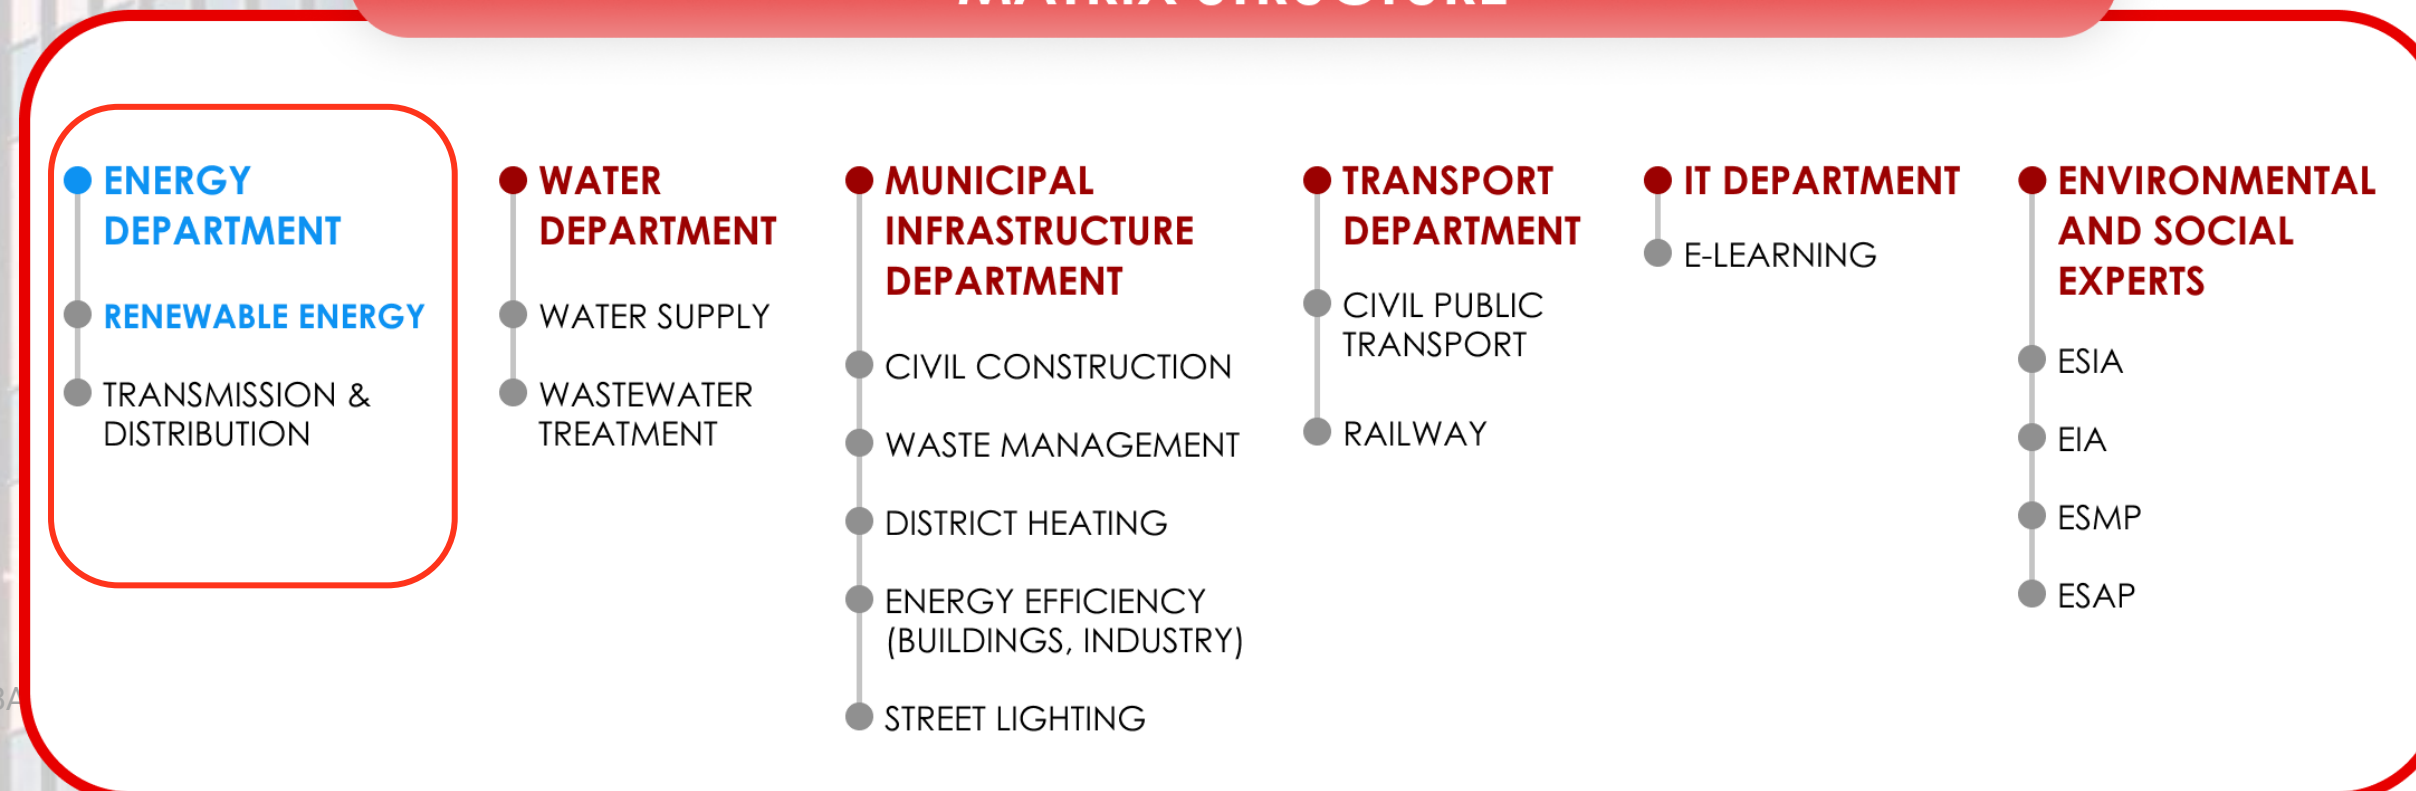 MATRIX STRUCTURE
ENERGY
DEPARTMENT
RENEWABLE ENERGY
TRANSMISSION &
DISTRIBUTION
WATER
DEPARTMENT
WATER SUPPLY
WASTEWATER
TREATMENT
MUNICIPAL
INFRASTRUCTURE
DEPARTMENT
CIVIL CONSTRUCTION
WASTE MANAGEMENT
DISTRICT HEATING
ENERGY EFFICIENCY
(BUILDINGS, INDUSTRY)
STREET LIGHTING
TRANSPORT
DEPARTMENT
CIVIL PUBLIC
TRANSPORT
RAILWAY
IT DEPARTMENT
E-LEARNING
ENVIRONMENTAL
AND SOCIAL
EXPERTS
ESIA
EIA
ESMP
ESAP